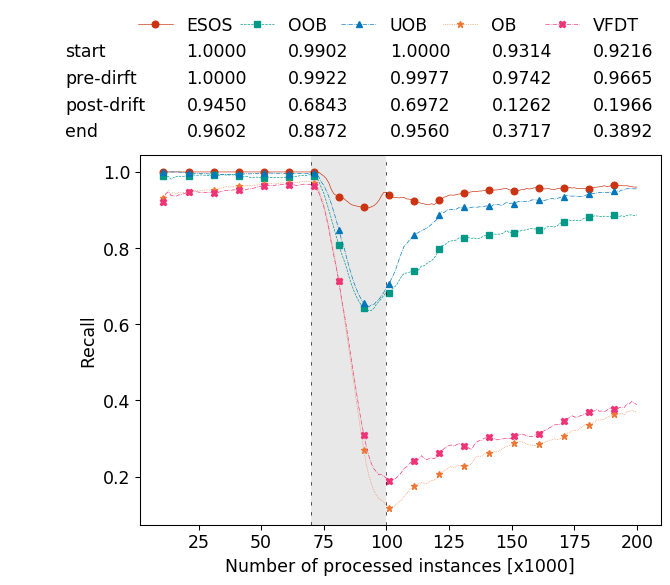 ESOS OOB UOB OB VFDT
start 1.0000 0.9902 1.0000 0.9314 0.9216
pre-dirft 1.0000 0.9922 0.9977 0.9742 0.9665
post-drift 0.9450 0.6843 0.6972 0.1262 0.1966
end 0.9602 0.8872 0.9560 0.3717 0.3892
1.0
0.8
0.6
0.4
0.2
Recall
25 50 75 100 125 150 175 200
Number of processed instances [x1000]